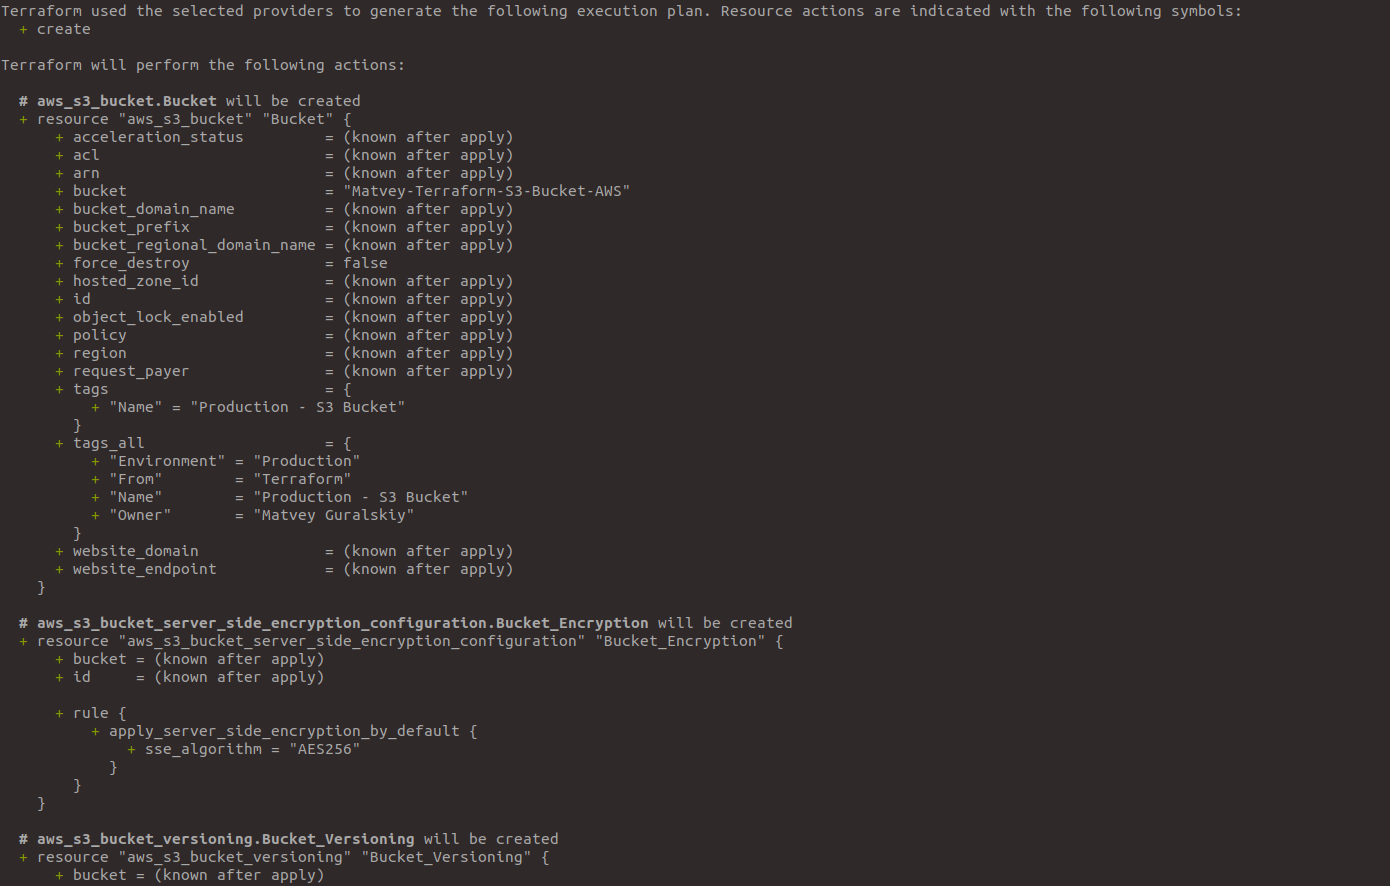 Terraform used the selected providers to generate the following execution plan. Resource actions are indicated with the following symbols:
  + create

Terraform will perform the following actions:

  # aws_s3_bucket.Bucket will be created
  + resource "aws_s3_bucket" "Bucket" {
      + acceleration_status         = (known after apply)
      + acl                         = (known after apply)
      + arn                         = (known after apply)
      + bucket                      = "Matvey-Terraform-S3-Bucket-AWS"
      + bucket_domain_name          = (known after apply)
      + bucket_prefix               = (known after apply)
      + bucket_regional_domain_name = (known after apply)
      + force_destroy               = false
      + hosted_zone_id              = (known after apply)
      + id                          = (known after apply)
      + object_lock_enabled         = (known after apply)
      + policy                      = (known after apply)
      + region                      = (known after apply)
      + request_payer               = (known after apply)
      + tags                        = {
          + "Name" = "Production - S3 Bucket"
        }
      + tags_all                    = {
          + "Environment" = "Production"
          + "From"        = "Terraform"
          + "Name"        = "Production - S3 Bucket"
          + "Owner"       = "Matvey Guralskiy"
        }
      + website_domain              = (known after apply)
      + website_endpoint            = (known after apply)
    }

  # aws_s3_bucket_server_side_encryption_configuration.Bucket_Encryption will be created
  + resource "aws_s3_bucket_server_side_encryption_configuration" "Bucket_Encryption" {
      + bucket = (known after apply)
      + id     = (known after apply)

      + rule {
          + apply_server_side_encryption_by_default {
              + sse_algorithm = "AES256"
            }
        }
    }

  # aws_s3_bucket_versioning.Bucket_Versioning will be created
  + resource "aws_s3_bucket_versioning" "Bucket_Versioning" {
      + bucket = (known after apply)